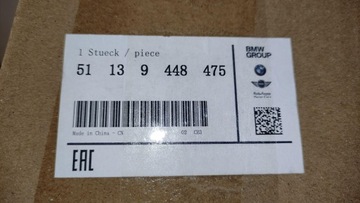 1 Stueck / piece
51 13 9 448 475
BMW
GROUP
Made in China - CN
EAC